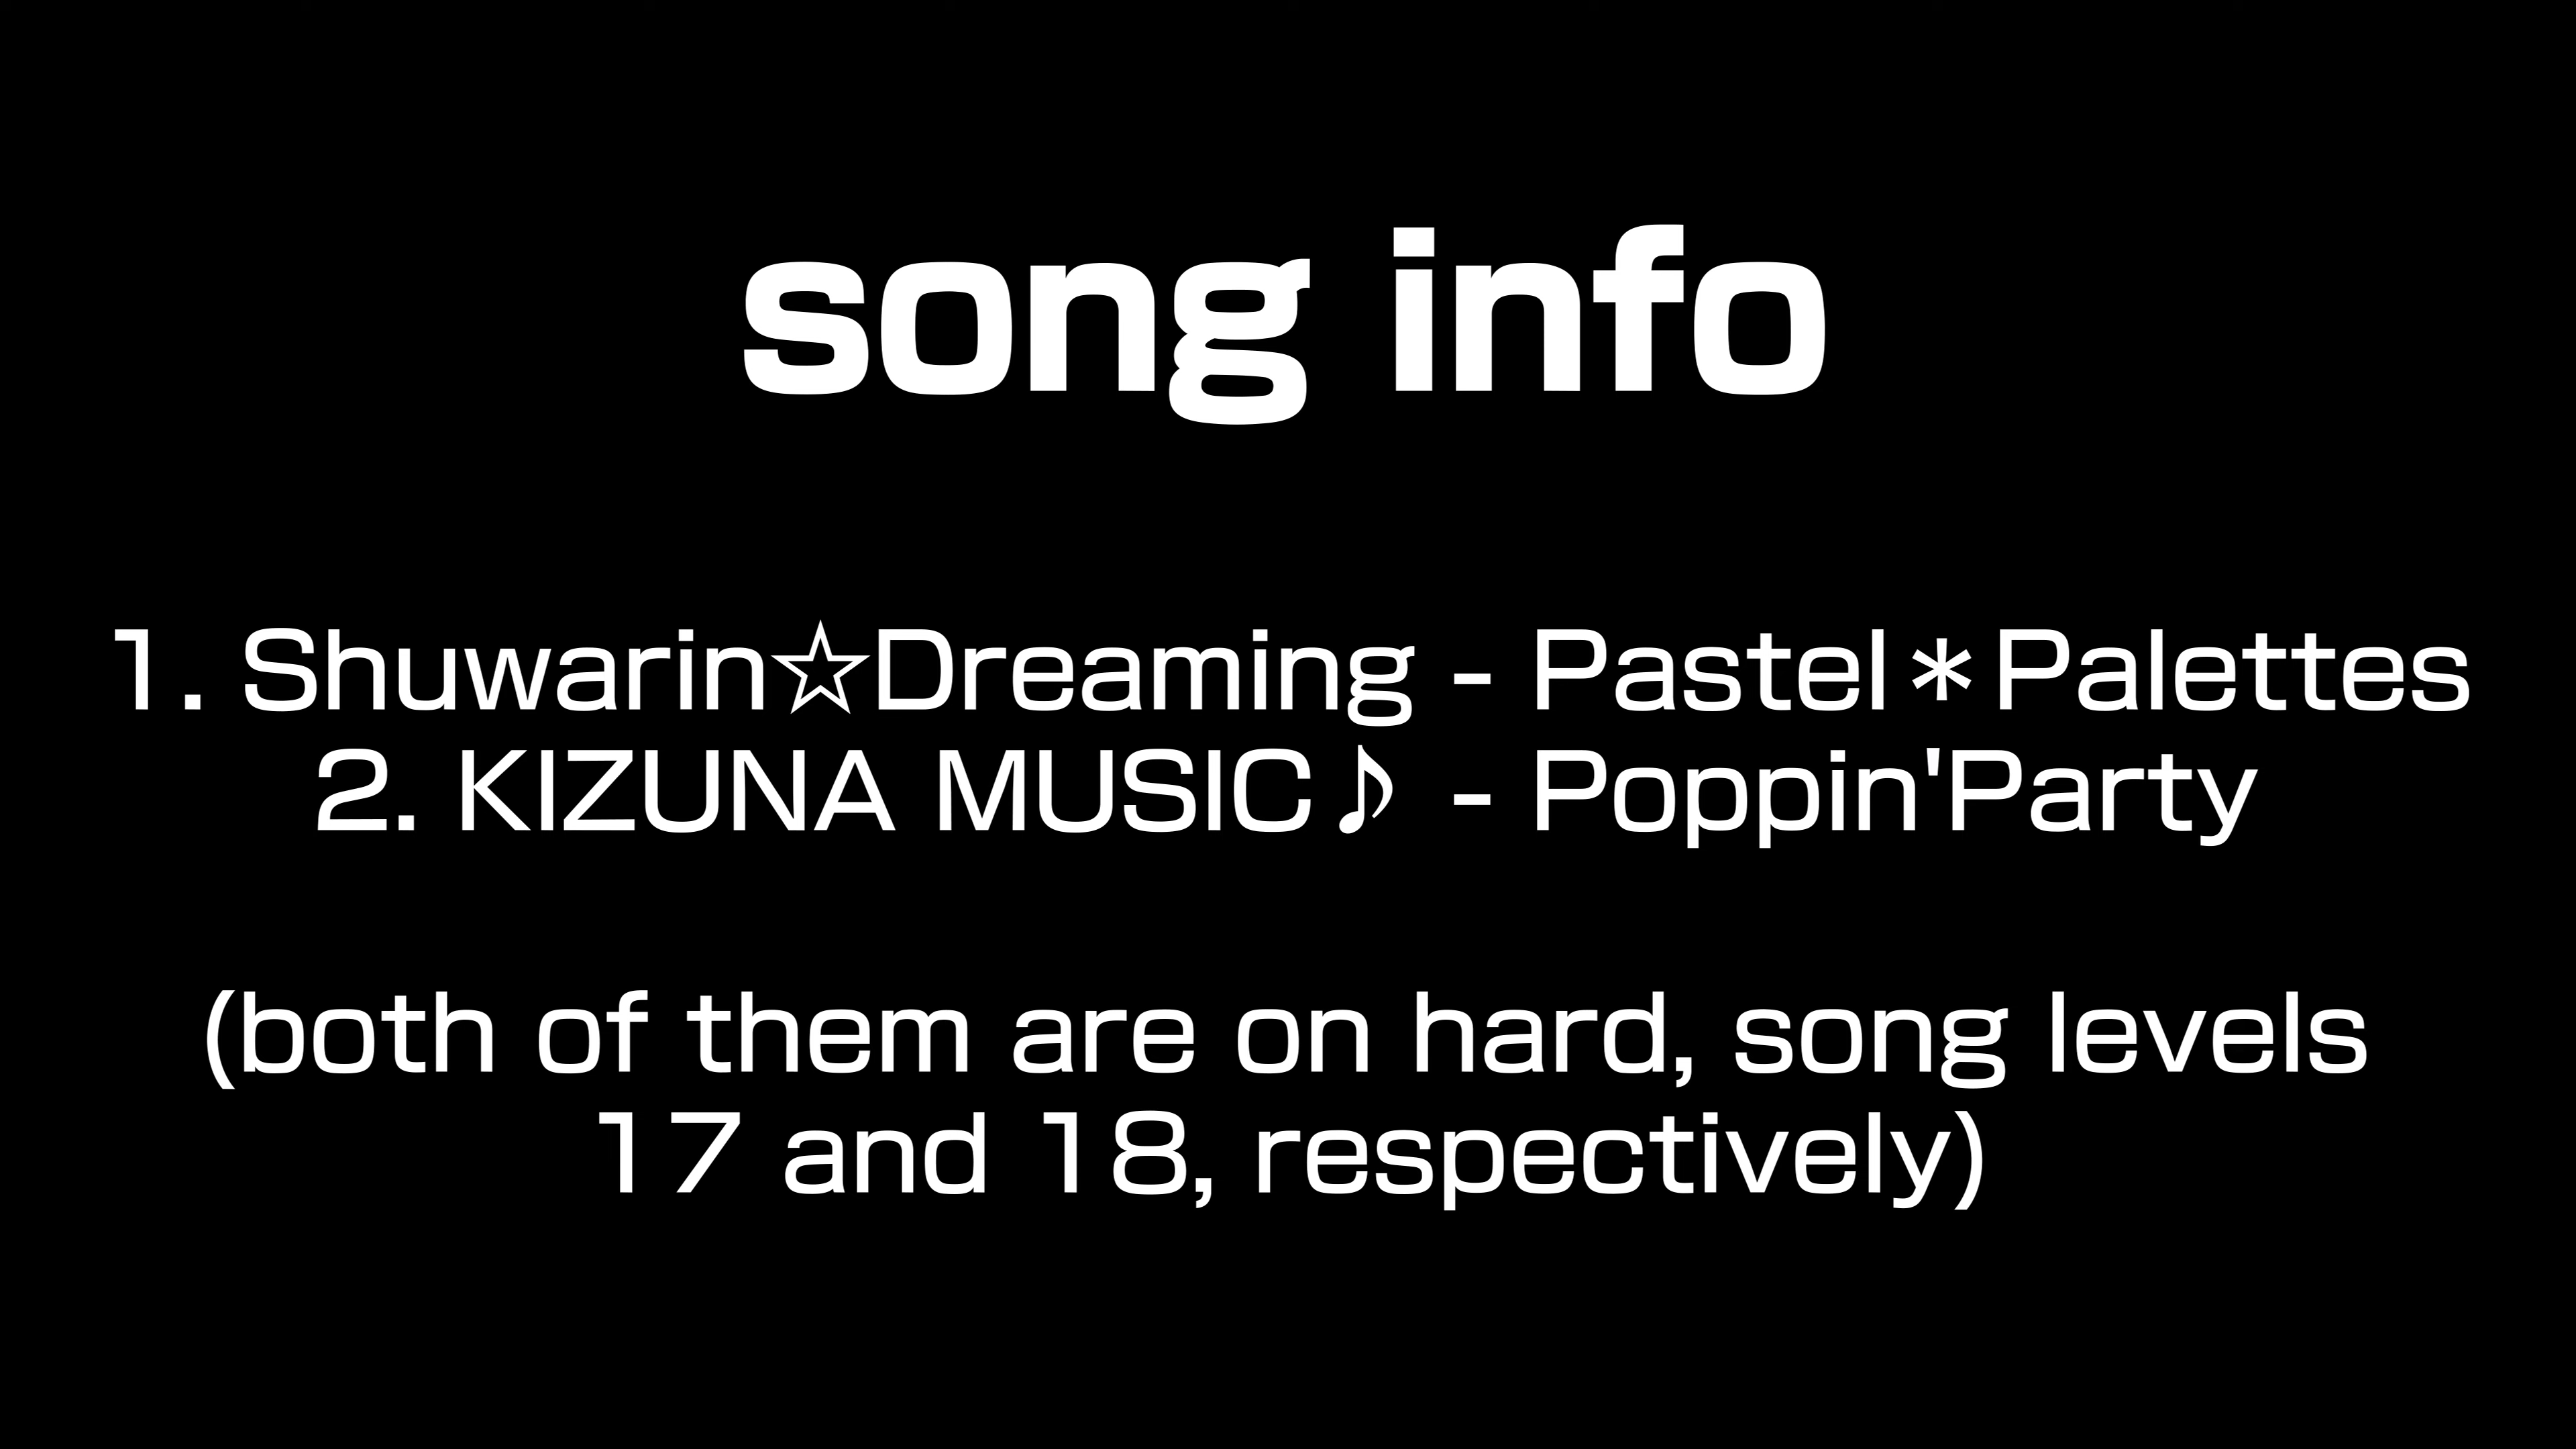 song info
1. Shuwarin☆Dreaming - Pastel＊Palettes
2. KIZUNA MUSIC♪ - Poppin'Party
(both of them are on hard, song levels
17 and 18, respectively)